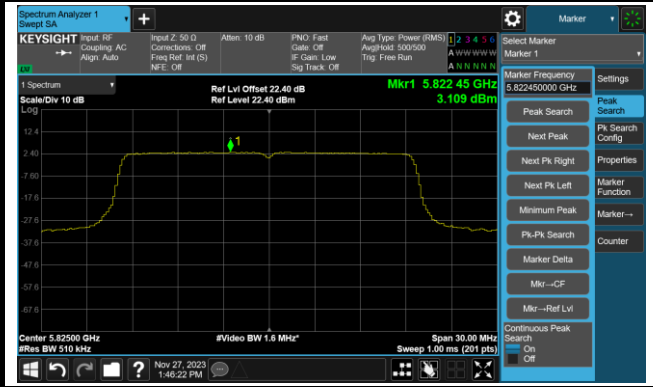 Spectrum Analyzer 1
Swept SA
Marker
KEYSIGHT
Input: RF
Coupling: AC
Align: Auto
Input Z: 50 Ω
Corrections: Off
Freq Ref: Int (S)
NFE: Off
Atten: 10 dB
PNO: Fast
Gate: Off
IF Gain: Low
Sig Track: Off
Avg Type: Power (RMS)
Avg|Hold: 500/500
Trig: Free Run
1 2 3 4 5 6
A W W W W W
A N N N N N
Select Marker
Marker 1
1 Spectrum
Scale/Div 10 dB
Log
Ref Lvl Offset 22.40 dB
Ref Level 22.40 dBm
Mkr1 5.822 45 GHz
3.109 dBm
12.4
2.40
-7.60
-17.6
-27.6
-37.6
-47.6
-57.6
-67.6
1
Center 5.82500 GHz
#Res BW 510 kHz
#Video BW 1.6 MHz*
Span 30.00 MHz
Sweep 1.00 ms (201 pts)
Marker Frequency
5.822450000 GHz
Peak Search
Next Peak
Next Pk Right
Next Pk Left
Minimum Peak
Pk-Pk Search
Marker Delta
Mkr→CF
Mkr→Ref Lvl
Continuous Peak
Search
On
Off
Settings
Peak
Search
Pk Search
Config
Properties
Marker
Function
Marker→
Counter
Nov 27, 2023
1:46:22 PM